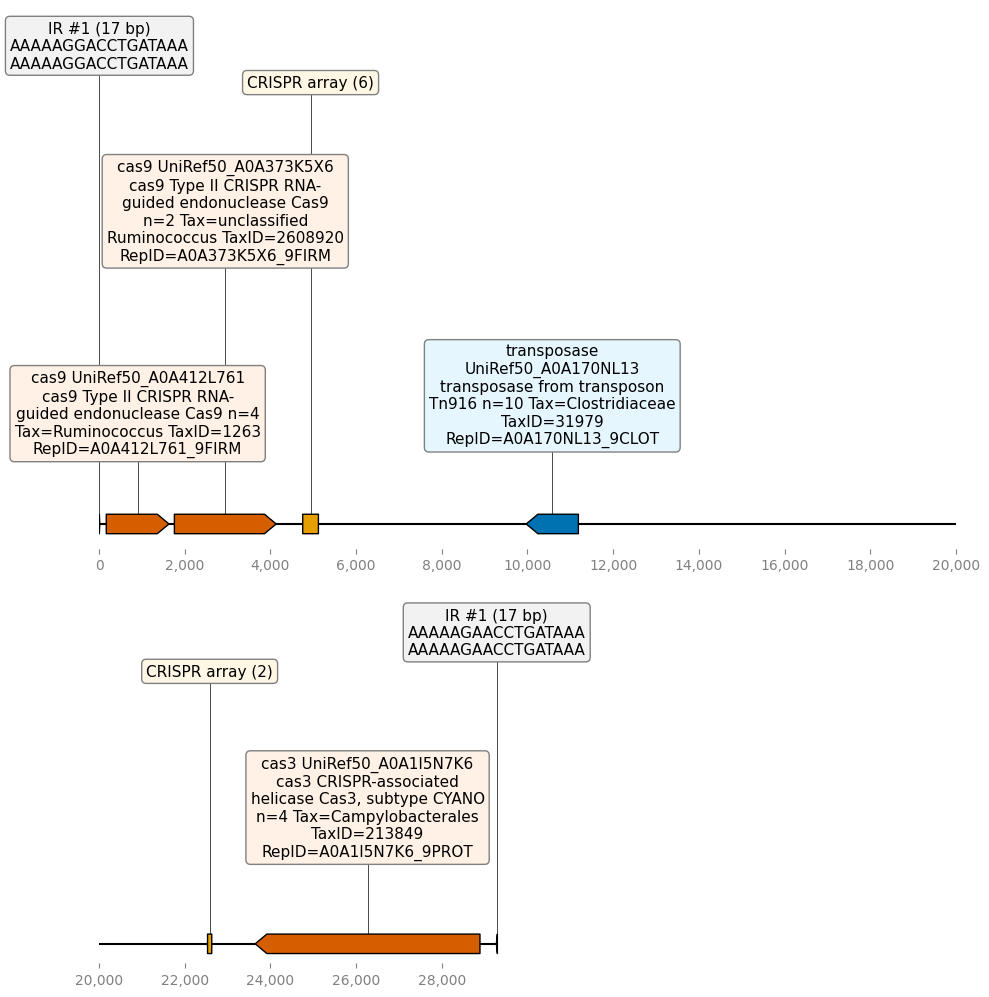 IR #1 (17 bp)
AAAAAGGACCTGATAAA
AAAAAGGACCTGATAAA
CRISPR array (6)
cas9 UniRef50_A0A373K5X6
cas9 Type II CRISPR RNA-
guided endonuclease Cas9
n=2 Tax=unclassified
Ruminococcus TaxID=2608920
RepID=A0A373K5X6_9FIRM
cas9 UniRef50_A0A412L761
cas9 Type II CRISPR RNA-
guided endonuclease Cas9 n=4
Tax=Ruminococcus TaxID=1263
RepID=A0A412L761_9FIRM
transposase
UniRef50_A0A170NL13
transposase from transposon
Tn916 n=10 Tax=Clostridiaceae
TaxID=31979
RepID=A0A170NL13_9CLOT
0 2,000 4,000 6,000 8,000 10,000 12,000 14,000 16,000 18,000 20,000
IR #1 (17 bp)
AAAAAGAACCTGATAAA
AAAAAGAACCTGATAAA
CRISPR array (2)
cas3 UniRef50_A0A1I5N7K6
cas3 CRISPR-associated
helicase Cas3, subtype CYANO
n=4 Tax=Campylobacterales
TaxID=213849
RepID=A0A1I5N7K6_9PROT
20,000 22,000 24,000 26,000 28,000